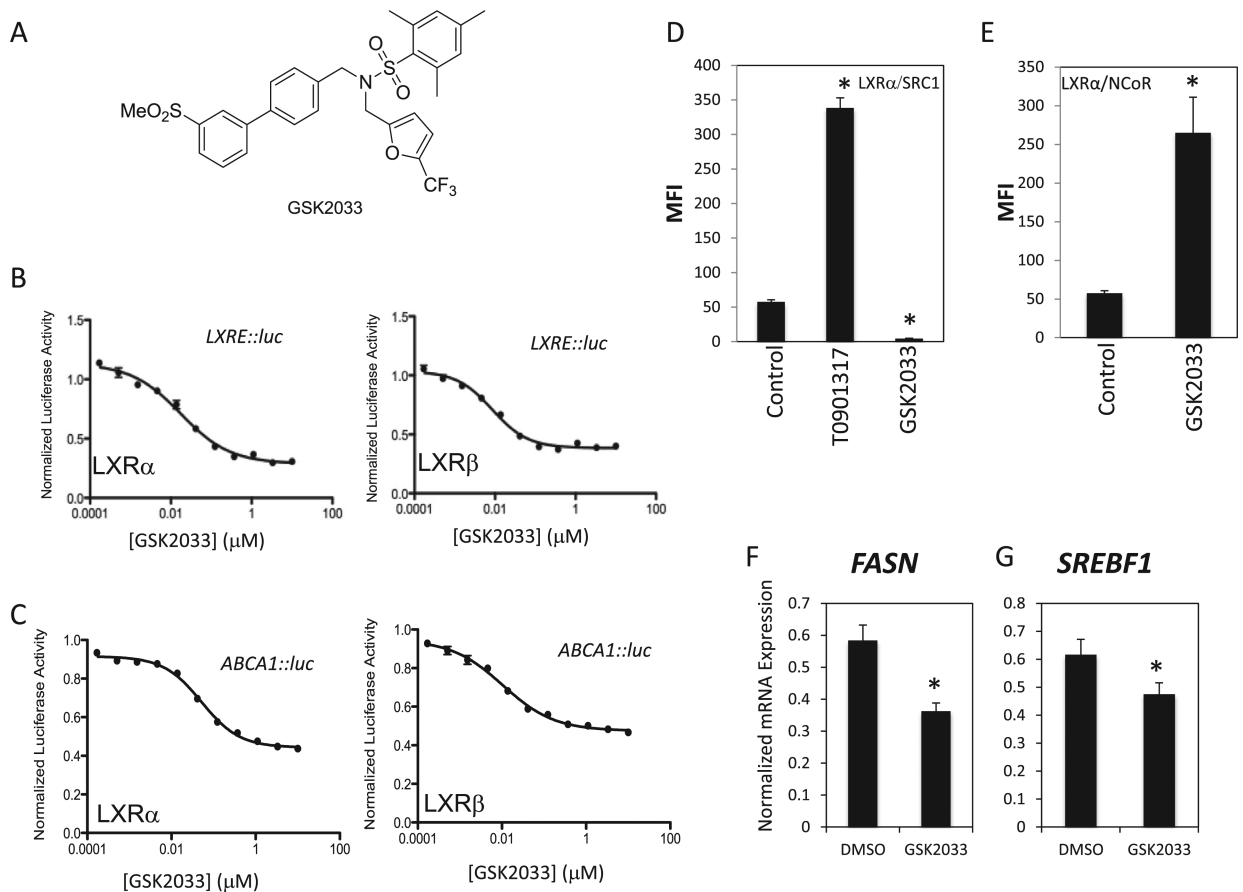 A
MeO₂S
N
S
O
O
O
CF₃
GSK2033
B
Normalized Luciferase Activity
1.5
1.0
0.5
0.0
LXRE::luc
LXRα
0.0001
0.01
1
100
[GSK2033] (μM)
Normalized Luciferase Activity
1.5
1.0
0.5
0.0
LXRE::luc
LXRβ
0.0001
0.01
1
100
[GSK2033] (μM)
C
Normalized Luciferase Activity
1.0
0.8
0.6
0.4
0.2
0.0
ABCA1::luc
LXRα
0.0001
0.01
1
100
[GSK2033] (μM)
Normalized Luciferase Activity
1.0
0.8
0.6
0.4
0.2
0.0
ABCA1::luc
LXRβ
0.0001
0.01
1
100
[GSK2033] (μM)
D
MFI
400
350
300
250
200
150
100
50
0
* LXRα/SRC1
*
Control
T0901317
GSK2033
E
MFI
350
300
250
200
150
100
50
0
LXRα/NCoR *
Control
GSK2033
F
FASN
Normalized mRNA Expression
0.7
0.6
0.5
0.4
0.3
0.2
0.1
0
*
DMSO
GSK2033
G
SREBF1
0.8
0.7
0.6
0.5
0.4
0.3
0.2
0.1
0
*
DMSO
GSK2033